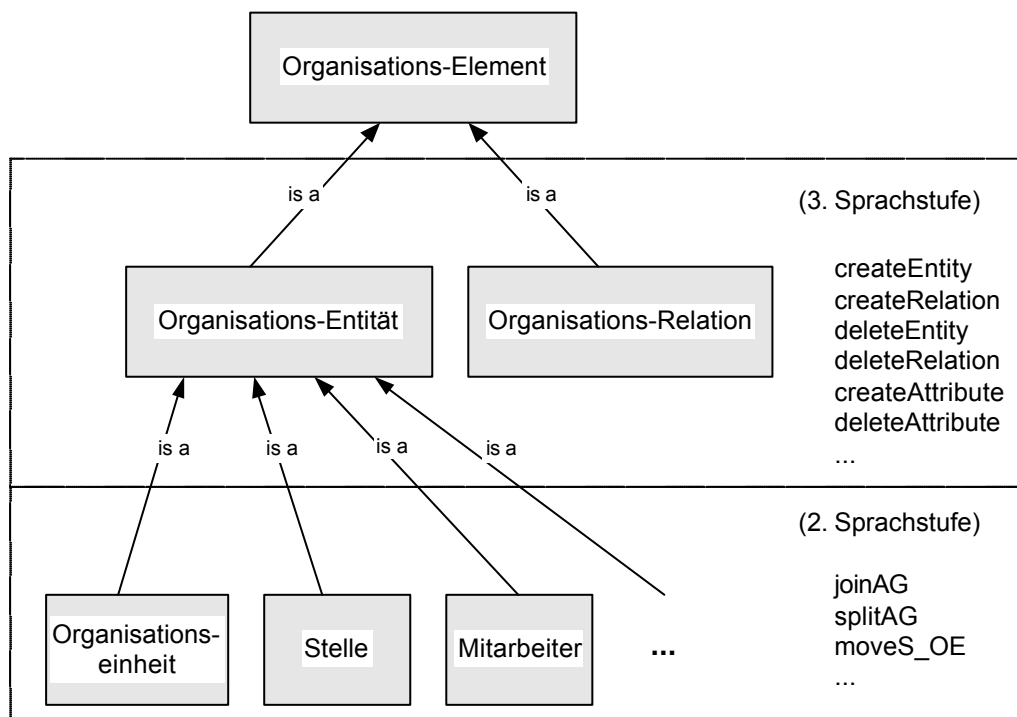 Organisations-Element
is a
is a
(3. Sprachstufe)
Organisations-Entität
Organisations-Relation
createEntity
createRelation
deleteEntity
deleteRelation
createAttribute
deleteAttribute
...
is a
is a
is a
is a
(2. Sprachstufe)
Organisations-
einheit
Stelle
Mitarbeiter
...
joinAG
splitAG
moveS_OE
...